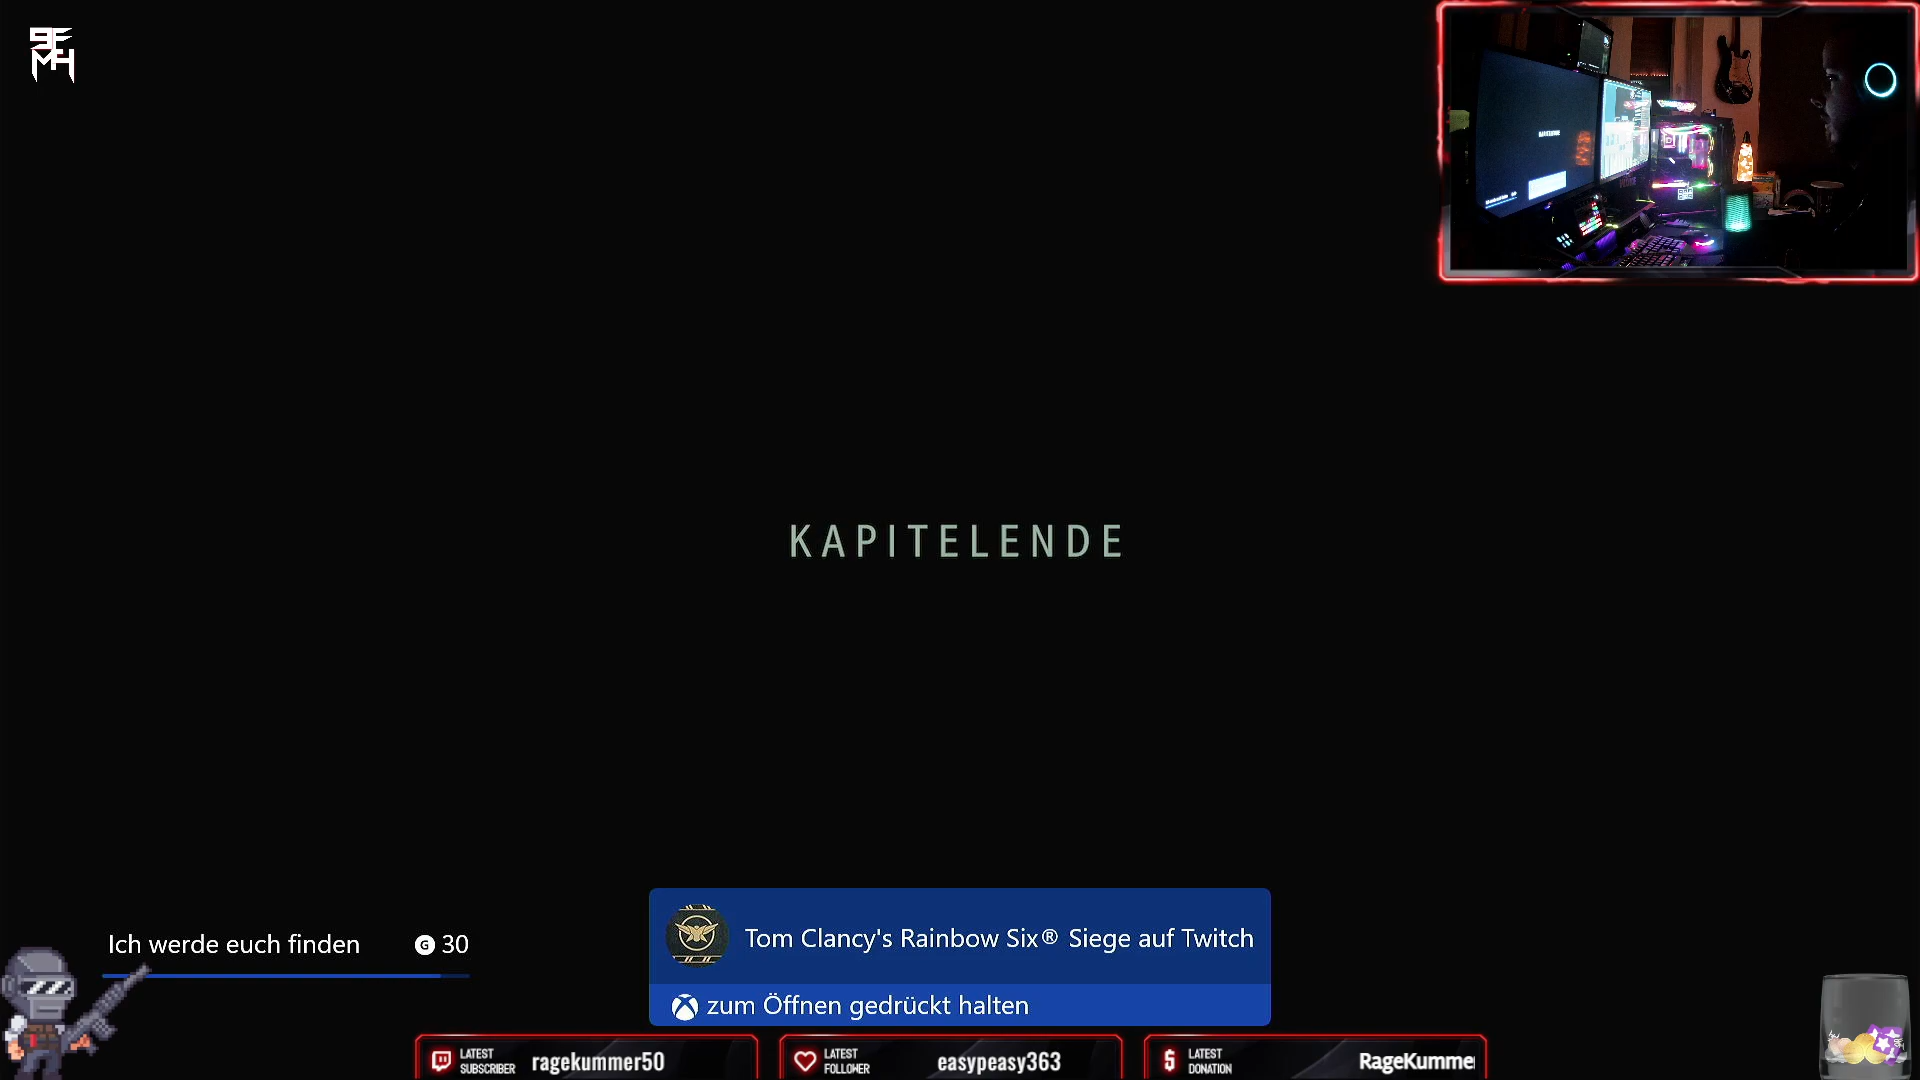 KAPITELENDE
Ich werde euch finden
G 30
Tom Clancy's Rainbow Six® Siege auf Twitch
zum Öffnen gedrückt halten
LATEST SUBSCRIBER
ragekummer50
LATEST FOLLOWER
easypeasy363
LATEST DONATION
RageKumme